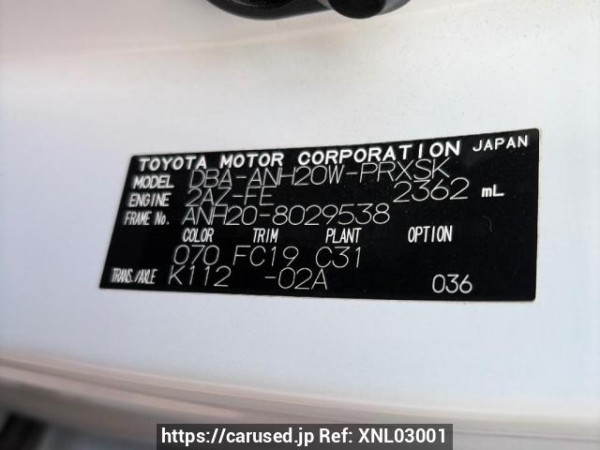 TOYOTA MOTOR CORPORATION JAPAN
MODEL DBA-ANH20W-PRXSK
ENGINE 2AZ-FE 2362 mL
FRAME No. ANH20-8029538
COLOR TRIM PLANT OPTION
070 FC19 C31
TRANS./AXLE K112 -02A 036
https://carused.jp Ref: XNL03001